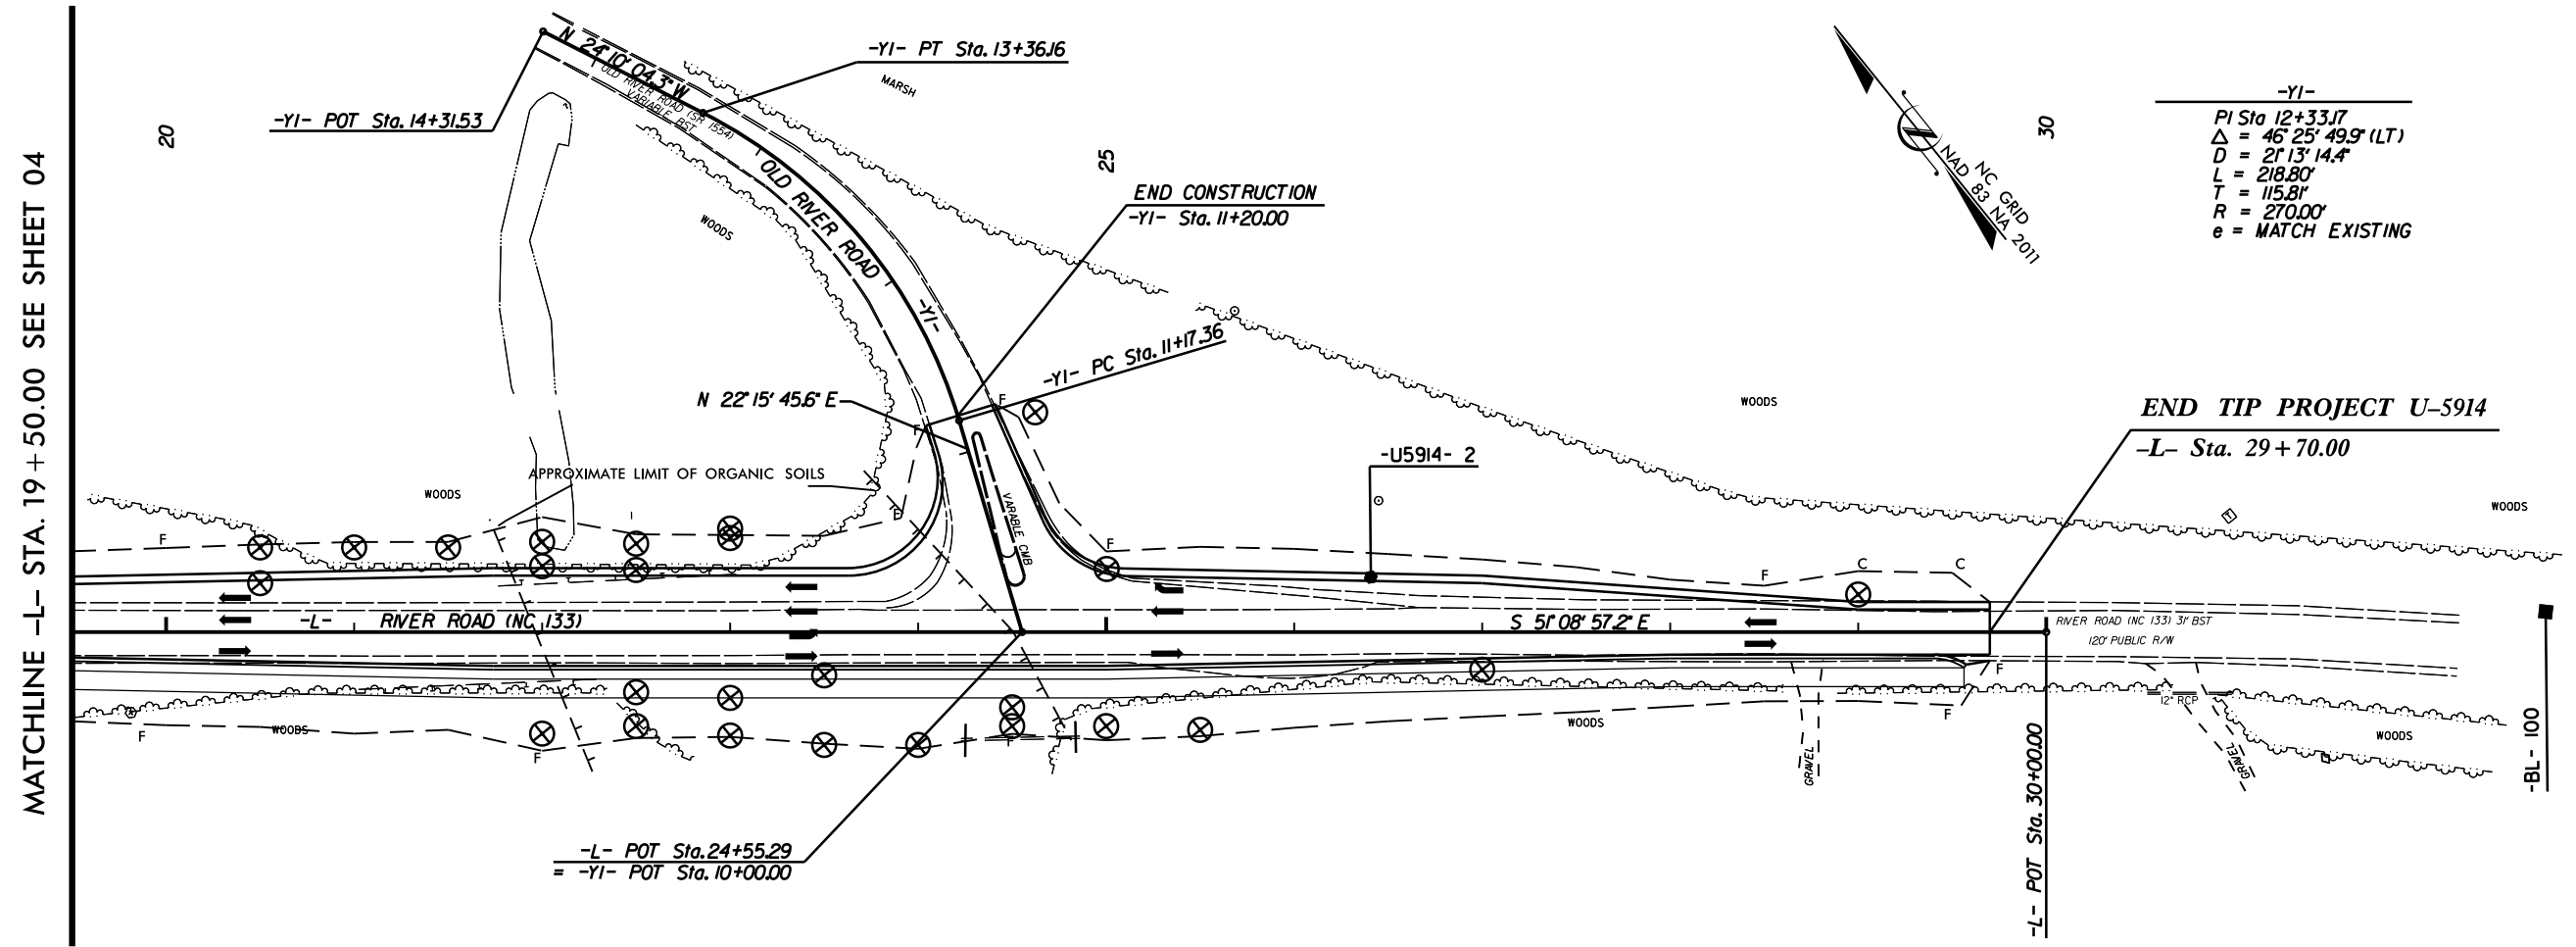 MATCHLINE -L- STA. 19+50.00 SEE SHEET 04
20
25
30
N 24°10' 04.3" W
OLD RIVER ROAD (SR 1554)
VARIABLE BST
-Y1- PT Sta. 13+36.16
-Y1- POT Sta. 14+31.53
MARSH
WOODS
OLD RIVER ROAD
-Y1-
END CONSTRUCTION
-Y1- Sta. 11+20.00
-Y1- PC Sta. 11+17.36
N 22°15' 45.6" E
NC GRID
NAD 83 NA 2011
-Y1-
PI Sta 12+33.17
Δ = 46° 25' 49.9" (LT)
D = 21° 13' 14.4"
L = 218.80'
T = 115.81'
R = 270.00'
e = MATCH EXISTING
WOODS
END TIP PROJECT U-5914
-L- Sta. 29+70.00
-U5914- 2
APPROXIMATE LIMIT OF ORGANIC SOILS
WOODS
WOODS
F
F
F
F
F
F
C
C
VARABLE CMB
-L- RIVER ROAD (NC 133)
S 51° 08' 57.2" E
RIVER ROAD (NC 133) 31' BST
120' PUBLIC R/W
F
12" RCP
F
F
WOODS
F
F
WOODS
WOODS
GRAVEL
GRAVEL
-L- POT Sta. 30+00.00
-BL- 100
-L- POT Sta. 24+55.29
= -Y1- POT Sta. 10+00.00